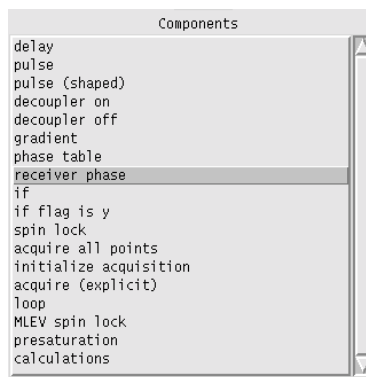 Components
delay
pulse
pulse (shaped)
decoupler on
decoupler off
gradient
phase table
receiver phase
if
if flag is y
spin lock
acquire all points
initialize acquisition
acquire (explicit)
loop
MLEV spin lock
presaturation
calculations